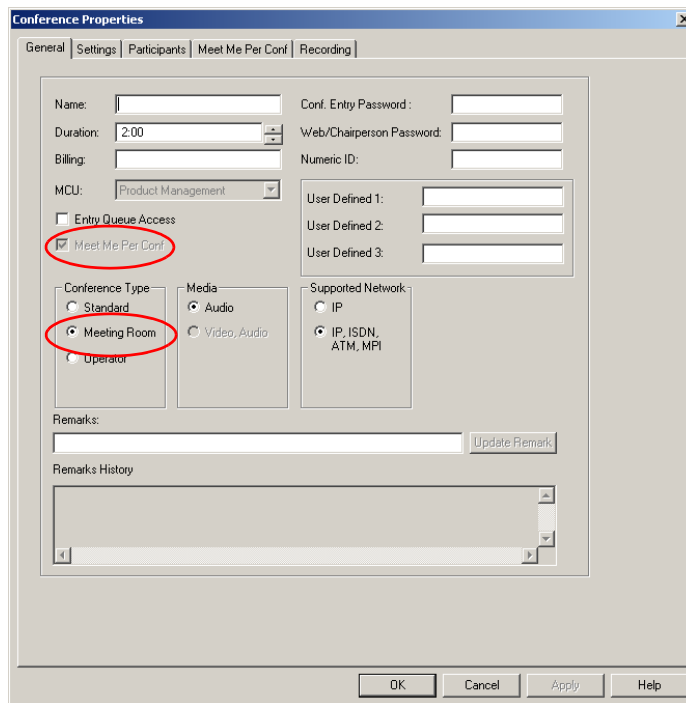 Conference Properties
General Settings Participants Meet Me Per Conf Recording
Name: Conf. Entry Password :
Duration: 2:00 Web/Chairperson Password:
Billing: Numeric ID:
MCU: Product Management User Defined 1:
Entry Queue Access User Defined 2:
Meet Me Per Conf User Defined 3:
Conference Type Media Supported Network
Standard Audio IP
Meeting Room Video, Audio IP, ISDN,
ATM, MPI
Operator
Remarks:
Update Remark
Remarks History
OK Cancel Apply Help